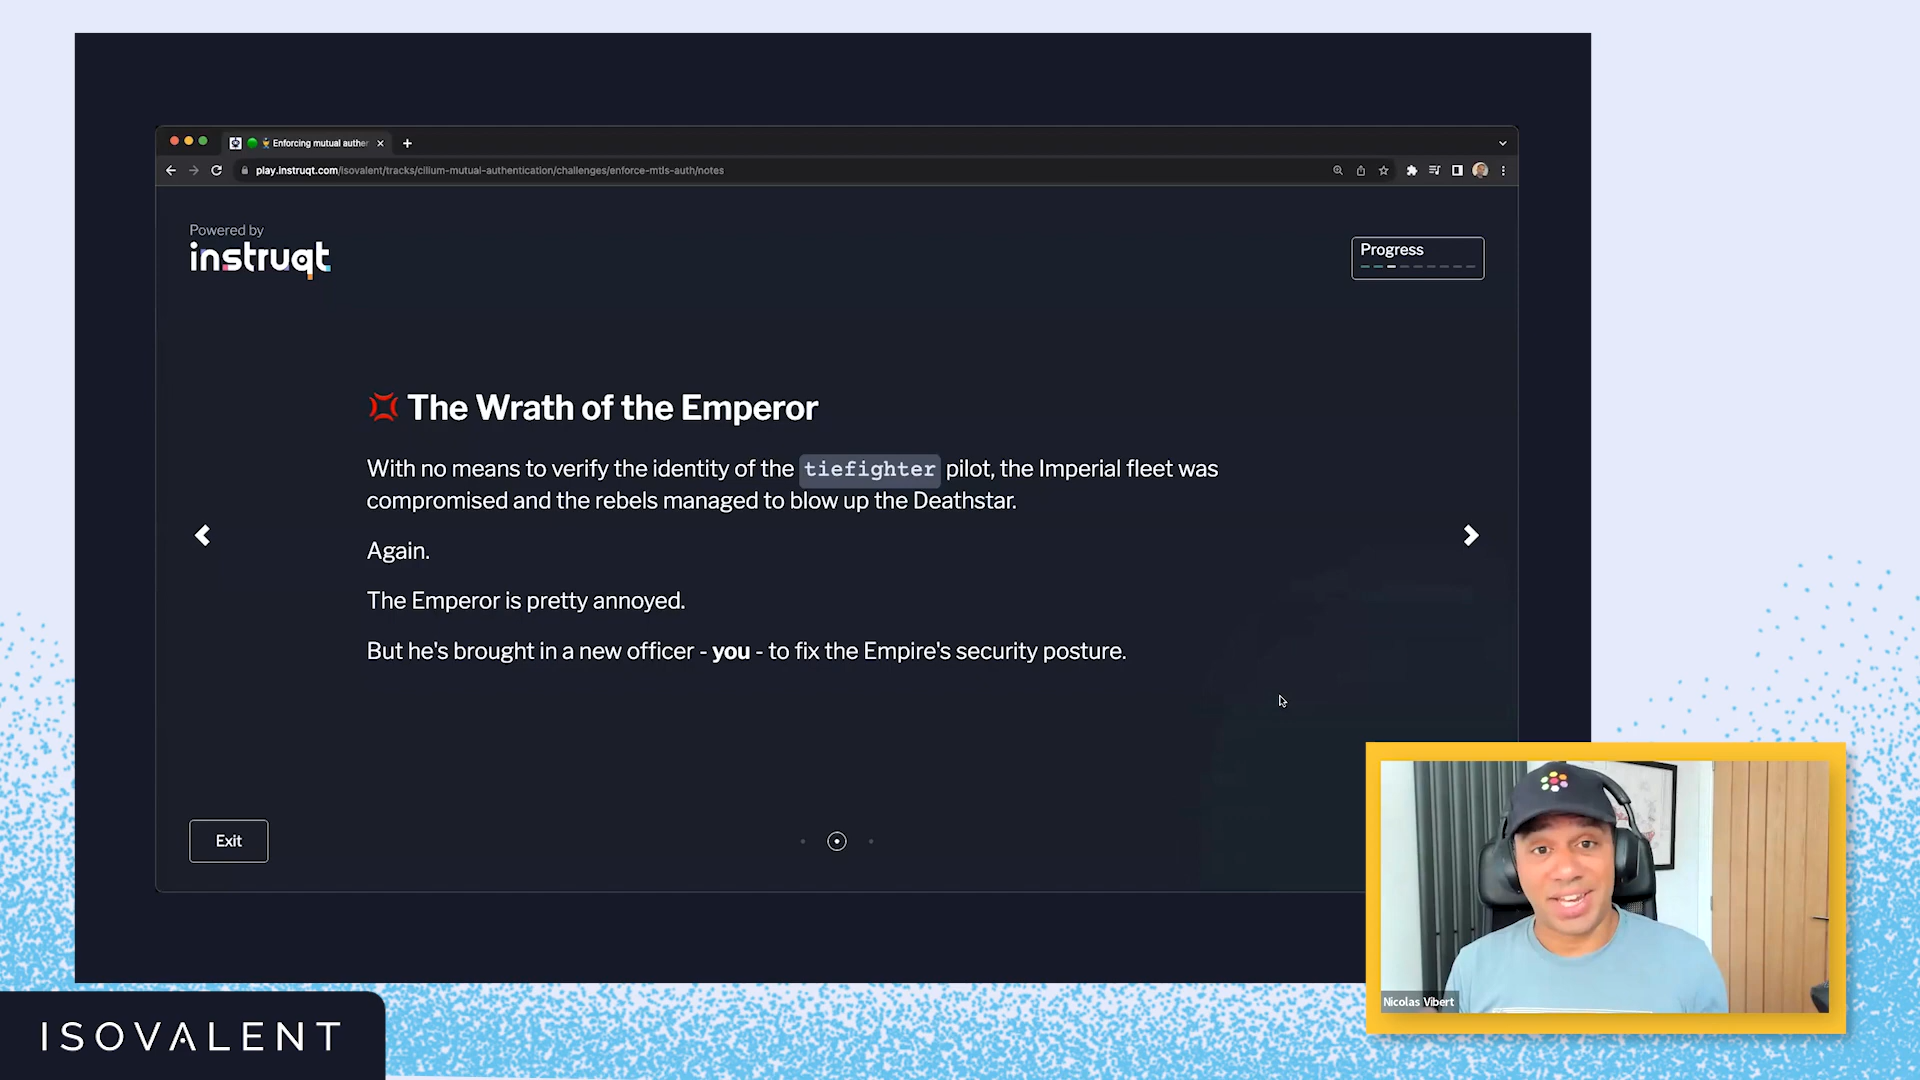 Enforcing mutual authen
play.instruqt.com/isovalent/tracks/cilium-mutual-authentication/challenges/enforce-mtls-auth/notes
Powered by
instruqt
Progress
The Wrath of the Emperor
With no means to verify the identity of the tiefighter pilot, the Imperial fleet was
compromised and the rebels managed to blow up the Deathstar.
Again.
The Emperor is pretty annoyed.
But he's brought in a new officer - you - to fix the Empire's security posture.
Exit
Nicolas Vibert
ISOVALENT